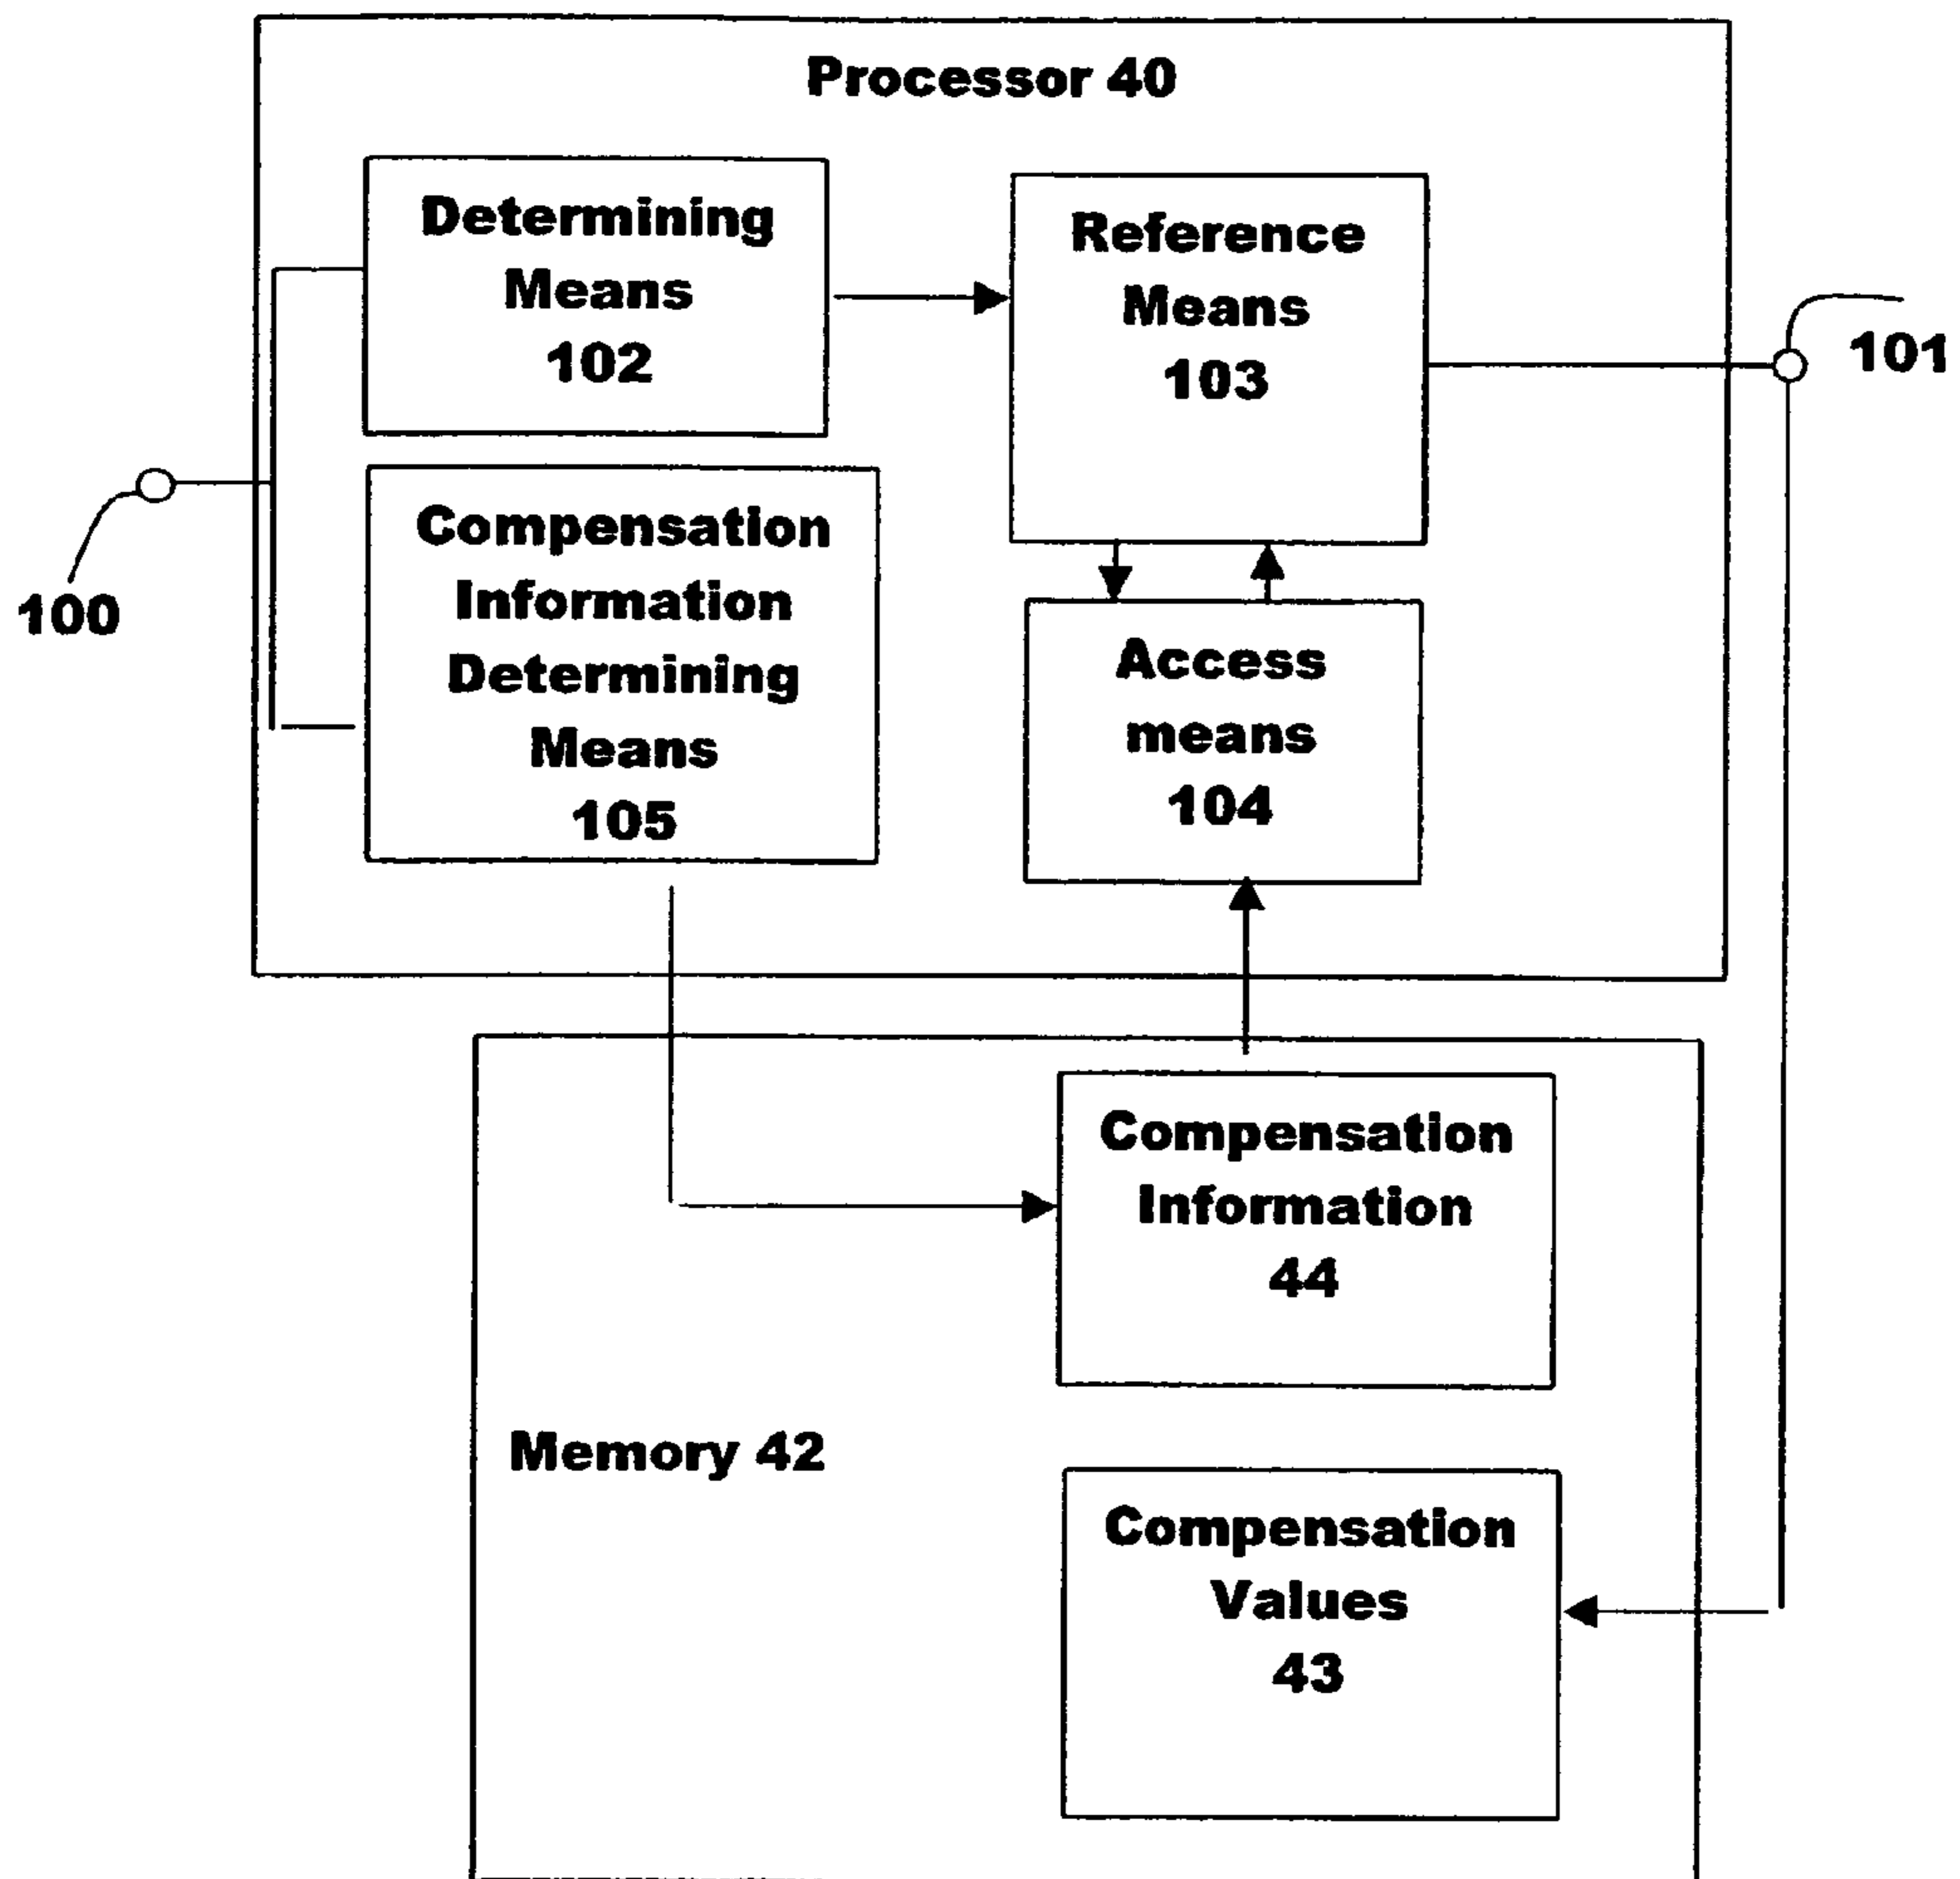 Processor 40
Determining
Means
102
Reference
Means
103
101
Compensation
Information
Determining
Means
105
100
Access
means
104
Compensation
Information
44
Memory 42
Compensation
Values
43